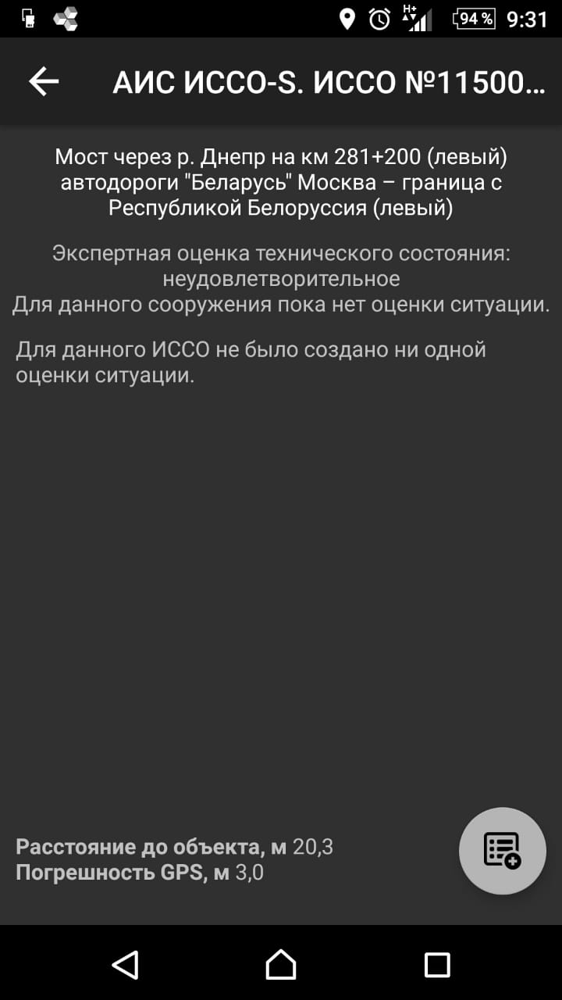 H+
94 %
9:31
АИС ИССО-S. ИССО №11500...
Мост через р. Днепр на км 281+200 (левый)
автодороги "Беларусь" Москва – граница с
Республикой Белоруссия (левый)
Экспертная оценка технического состояния:
неудовлетворительное
Для данного сооружения пока нет оценки ситуации.
Для данного ИССО не было создано ни одной
оценки ситуации.
Расстояние до объекта, м 20,3
Погрешность GPS, м 3,0